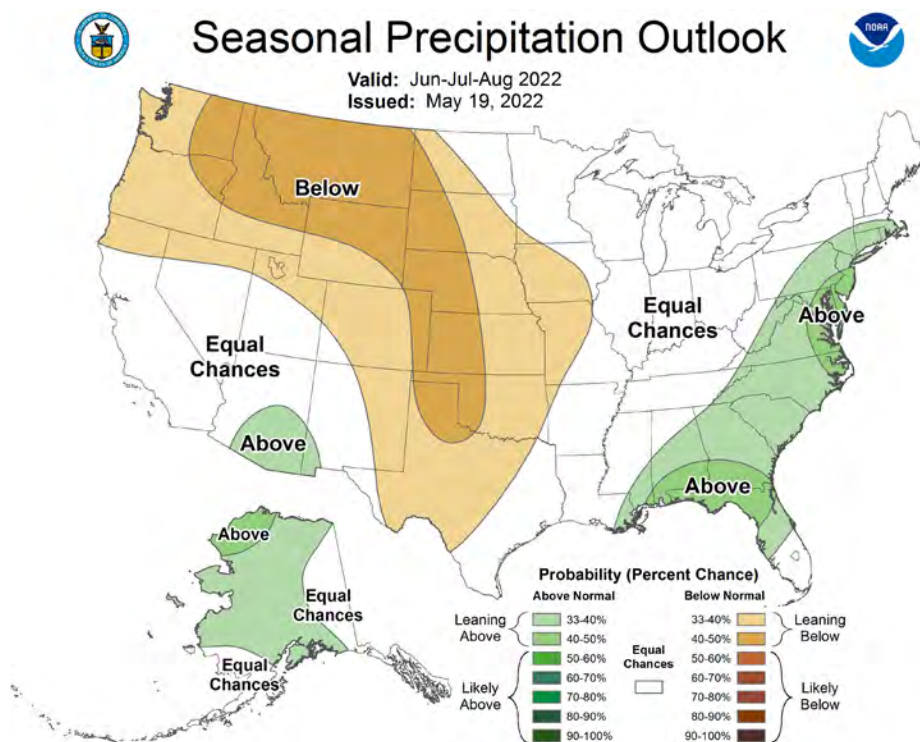 Seasonal Precipitation Outlook
NOAA
Valid: Jun-Jul-Aug 2022
Issued: May 19, 2022
Below
Equal
Chances
Above
Equal
Chances
Above
Above
Above
Equal
Chances
Equal
Chances
Probability (Percent Chance)
Above Normal
Below Normal
Leaning
Above
33-40%
40-50%
50-60%
60-70%
70-80%
80-90%
90-100%
Likely
Above
Equal
Chances
33-40%
40-50%
50-60%
60-70%
70-80%
80-90%
90-100%
Leaning
Below
Likely
Below